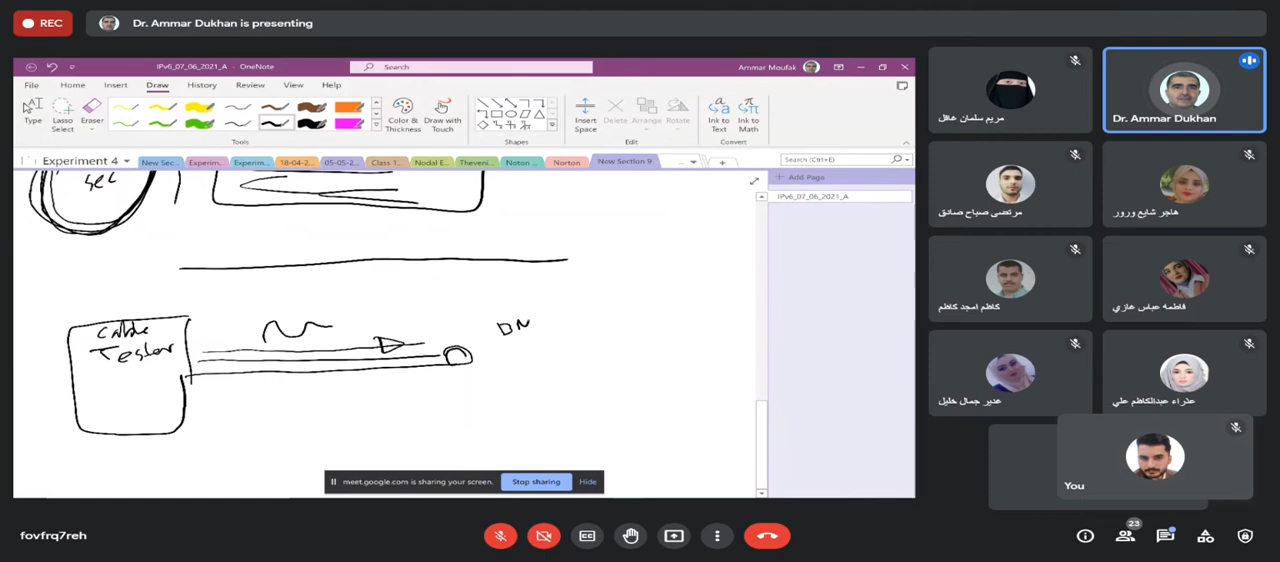 REC
Dr. Ammar Dukhan is presenting
IPv6_07_06_2021_A - OneNote
Search
Ammar Moufak
File Home Insert Draw History Review View Help
Type
Lasso Select
Eraser
Color & Thickness
Draw with Touch
Insert Space
Delete
Arrange
Rotate
Ink to Text
Ink to Math
Tools
Shapes
Edit
Convert
Experiment 4
New Sec...
Experim...
Experim...
18-04-2...
05-05-2...
Class 1...
Nodal E...
Theveni...
Noton ...
Norton
New Section 9
...
+
Search (Ctrl+E)
+ Add Page
IPv6_07_06_2021_A
sec
Cable
Tester
DN
meet.google.com is sharing your screen.
Stop sharing
Hide
مريم سلمان عاقل
Dr. Ammar Dukhan
مرتضى صباح صادق
هاجر شايع ورور
كاظم امجد كاظم
فاطمه عباس غازي
غدير جمال خليل
عذراء عبدالكاظم علي
You
fovfrq7reh
23